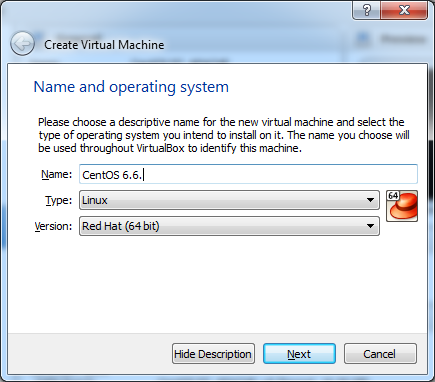 Create Virtual Machine
Name and operating system
Please choose a descriptive name for the new virtual machine and select the
type of operating system you intend to install on it. The name you choose will
be used throughout VirtualBox to identify this machine.
Name: CentOS 6.6.
Type: Linux
64
Version: Red Hat (64 bit)
Hide Description Next Cancel